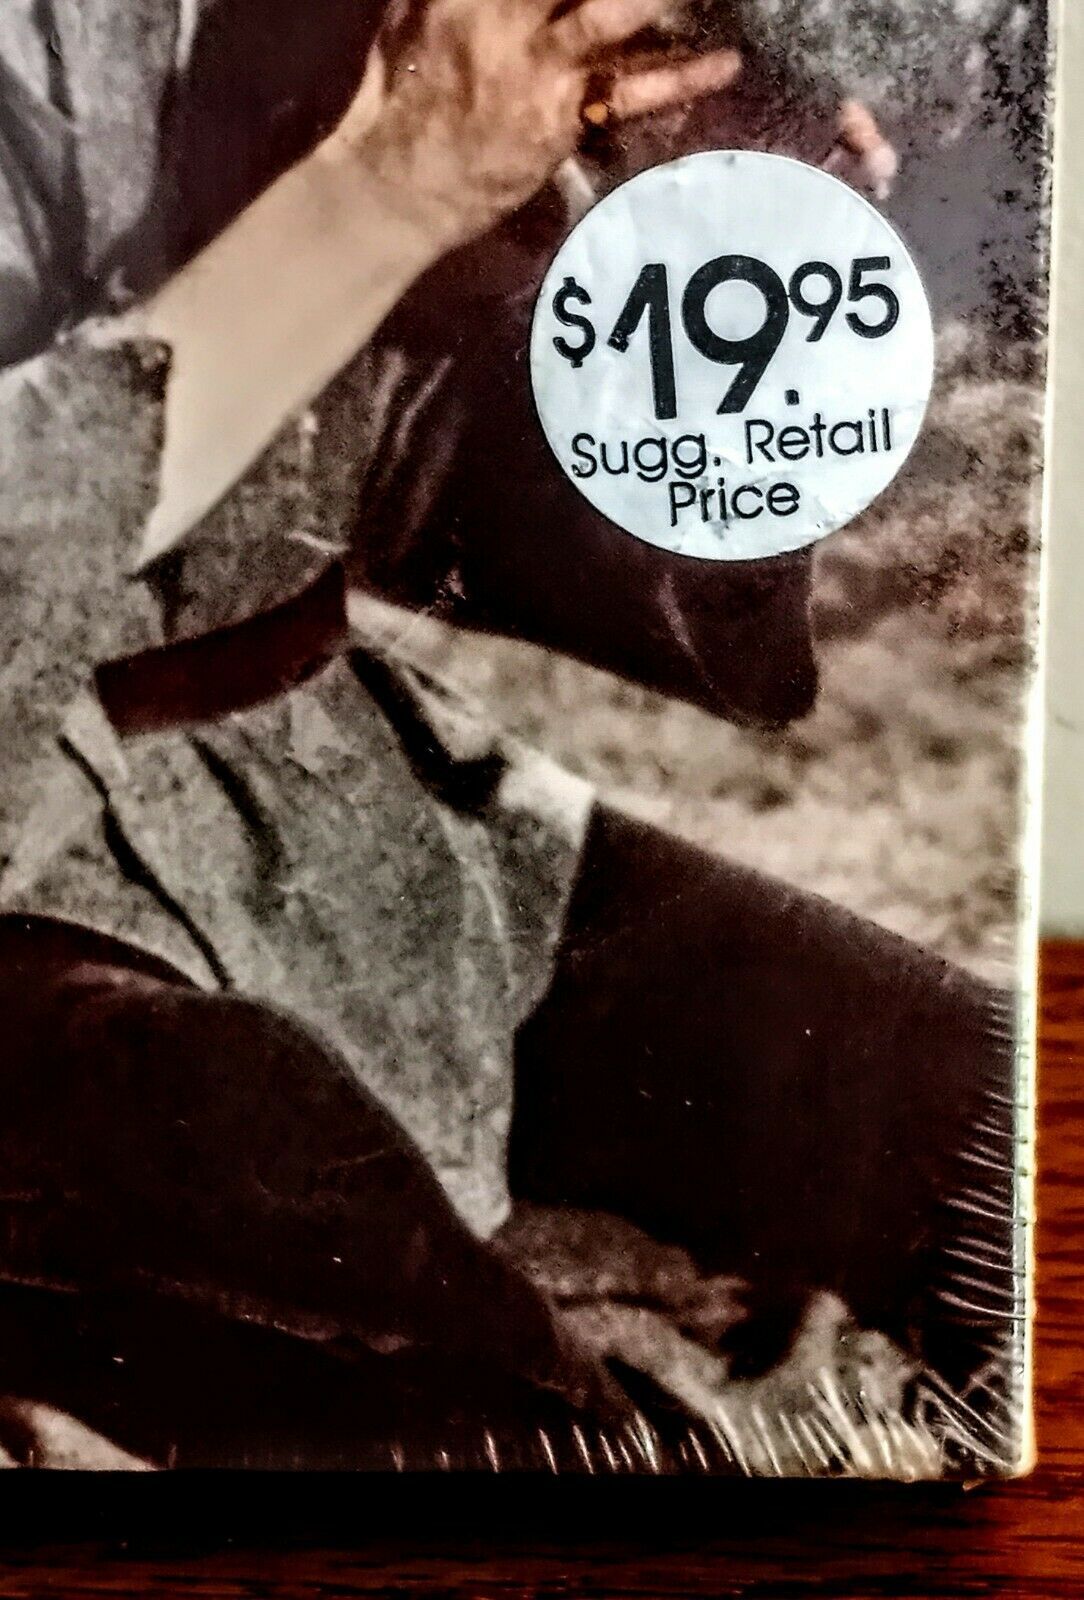 $19.95
Sugg. Retail
Price